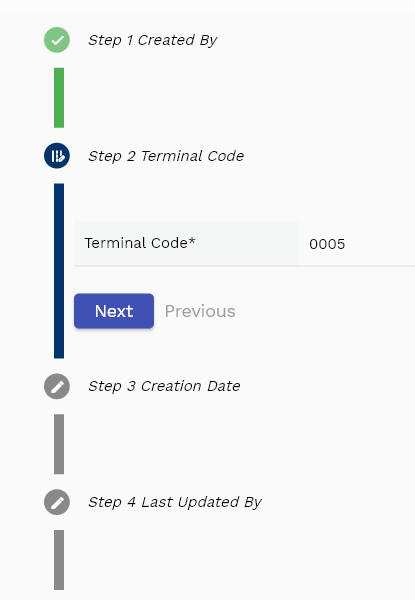 Step 1 Created By
Step 2 Terminal Code
Terminal Code* 0005
Next Previous
Step 3 Creation Date
Step 4 Last Updated By